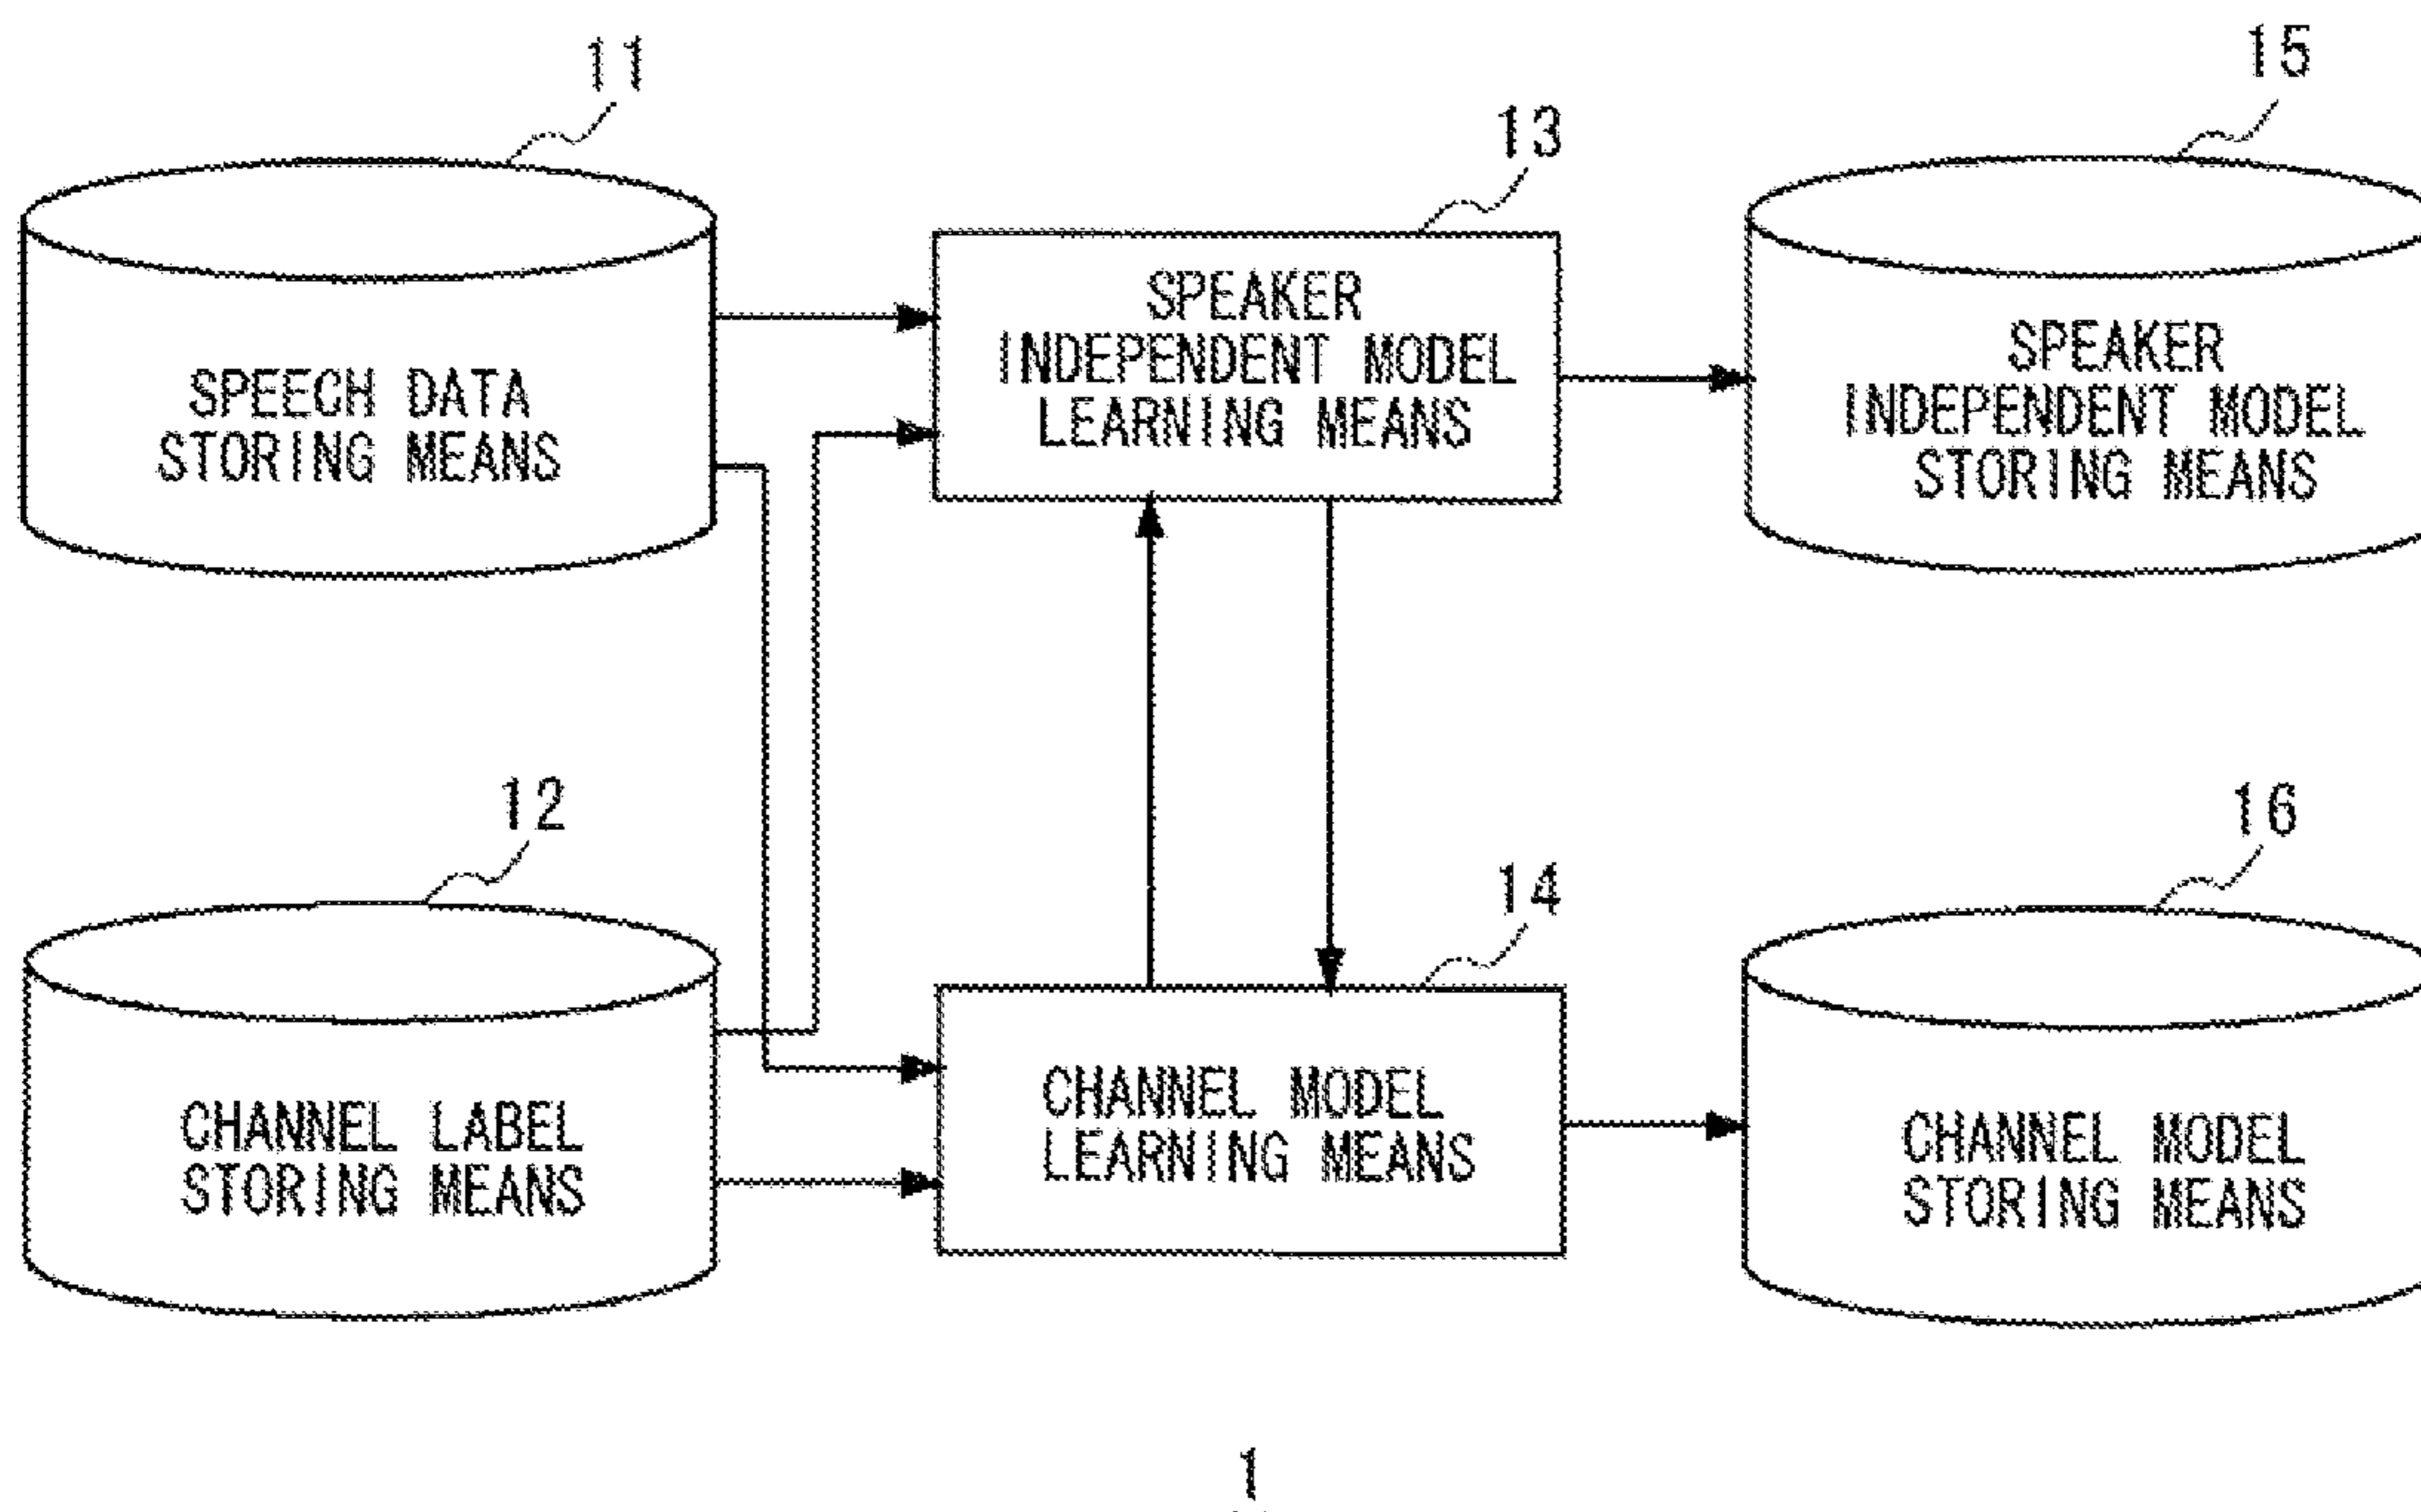 11
SPEECH DATA
STORING MEANS
13
SPEAKER
INDEPENDENT MODEL
LEARNING MEANS
15
SPEAKER
INDEPENDENT MODEL
STORING MEANS
12
CHANNEL LABEL
STORING MEANS
14
CHANNEL MODEL
LEARNING MEANS
16
CHANNEL MODEL
STORING MEANS
1